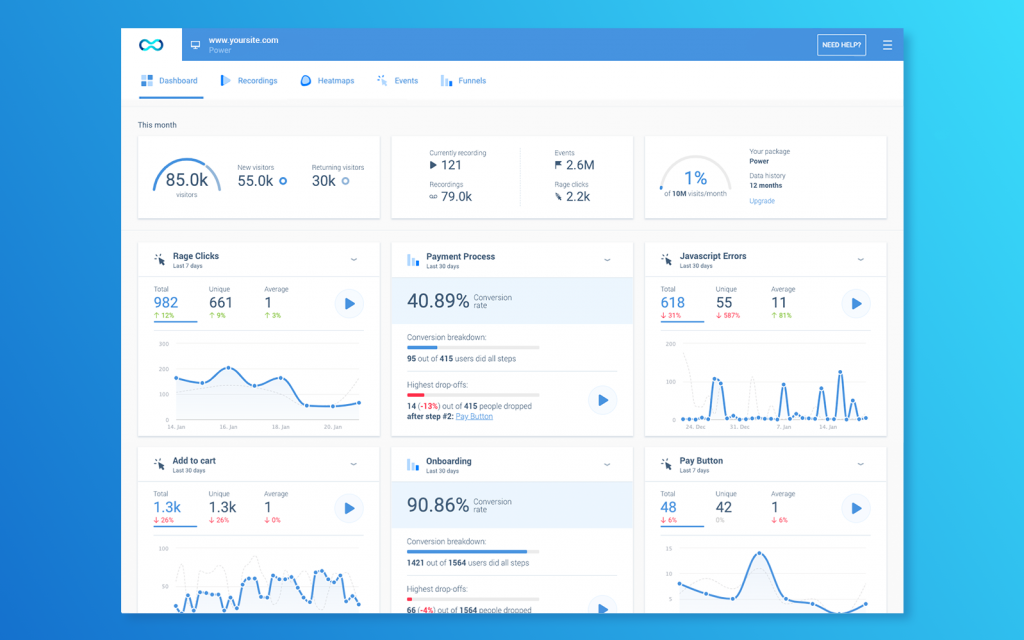 www.yoursite.com
Power
NEED HELP?
Dashboard
Recordings
Heatmaps
Events
Funnels
This month
85.0k
visitors
New visitors
55.0k
Returning visitors
30k
Currently recording
121
Recordings
79.0k
Events
2.6M
Rage clicks
2.2k
1%
of 10M visits/month
Your package
Power
Data history
12 months
Upgrade
Rage Clicks
Last 7 days
Total Unique Average
982 661 1
↑ 12% ↑ 9% ↑ 3%
300
200
100
0
14. Jan 16. Jan 18. Jan 20. Jan
Payment Process
Last 30 days
40.89% Conversion
rate
Conversion breakdown:
95 out of 415 users did all steps
Highest drop-offs:
14 (-13%) out of 415 people dropped
after step #2: Pay Button
Javascript Errors
Last 30 days
Total Unique Average
618 55 11
↓ 31% ↓ 587% ↑ 81%
200
100
0
24. Dec 31. Dec 7. Jun 14. Jan
Add to cart
Last 30 days
Total Unique Average
1.3k 1.3k 1
↓ 26% ↓ 26% ↓ 0%
100
50
Onboarding
Last 30 days
90.86% Conversion
rate
Conversion breakdown:
1421 out of 1564 users did all steps
Highest drop-offs:
66 (-4%) out of 1564 people dropped
Pay Button
Last 7 days
Total Unique Average
48 42 1
↓ 6% 0% ↓ 6%
15
10
5